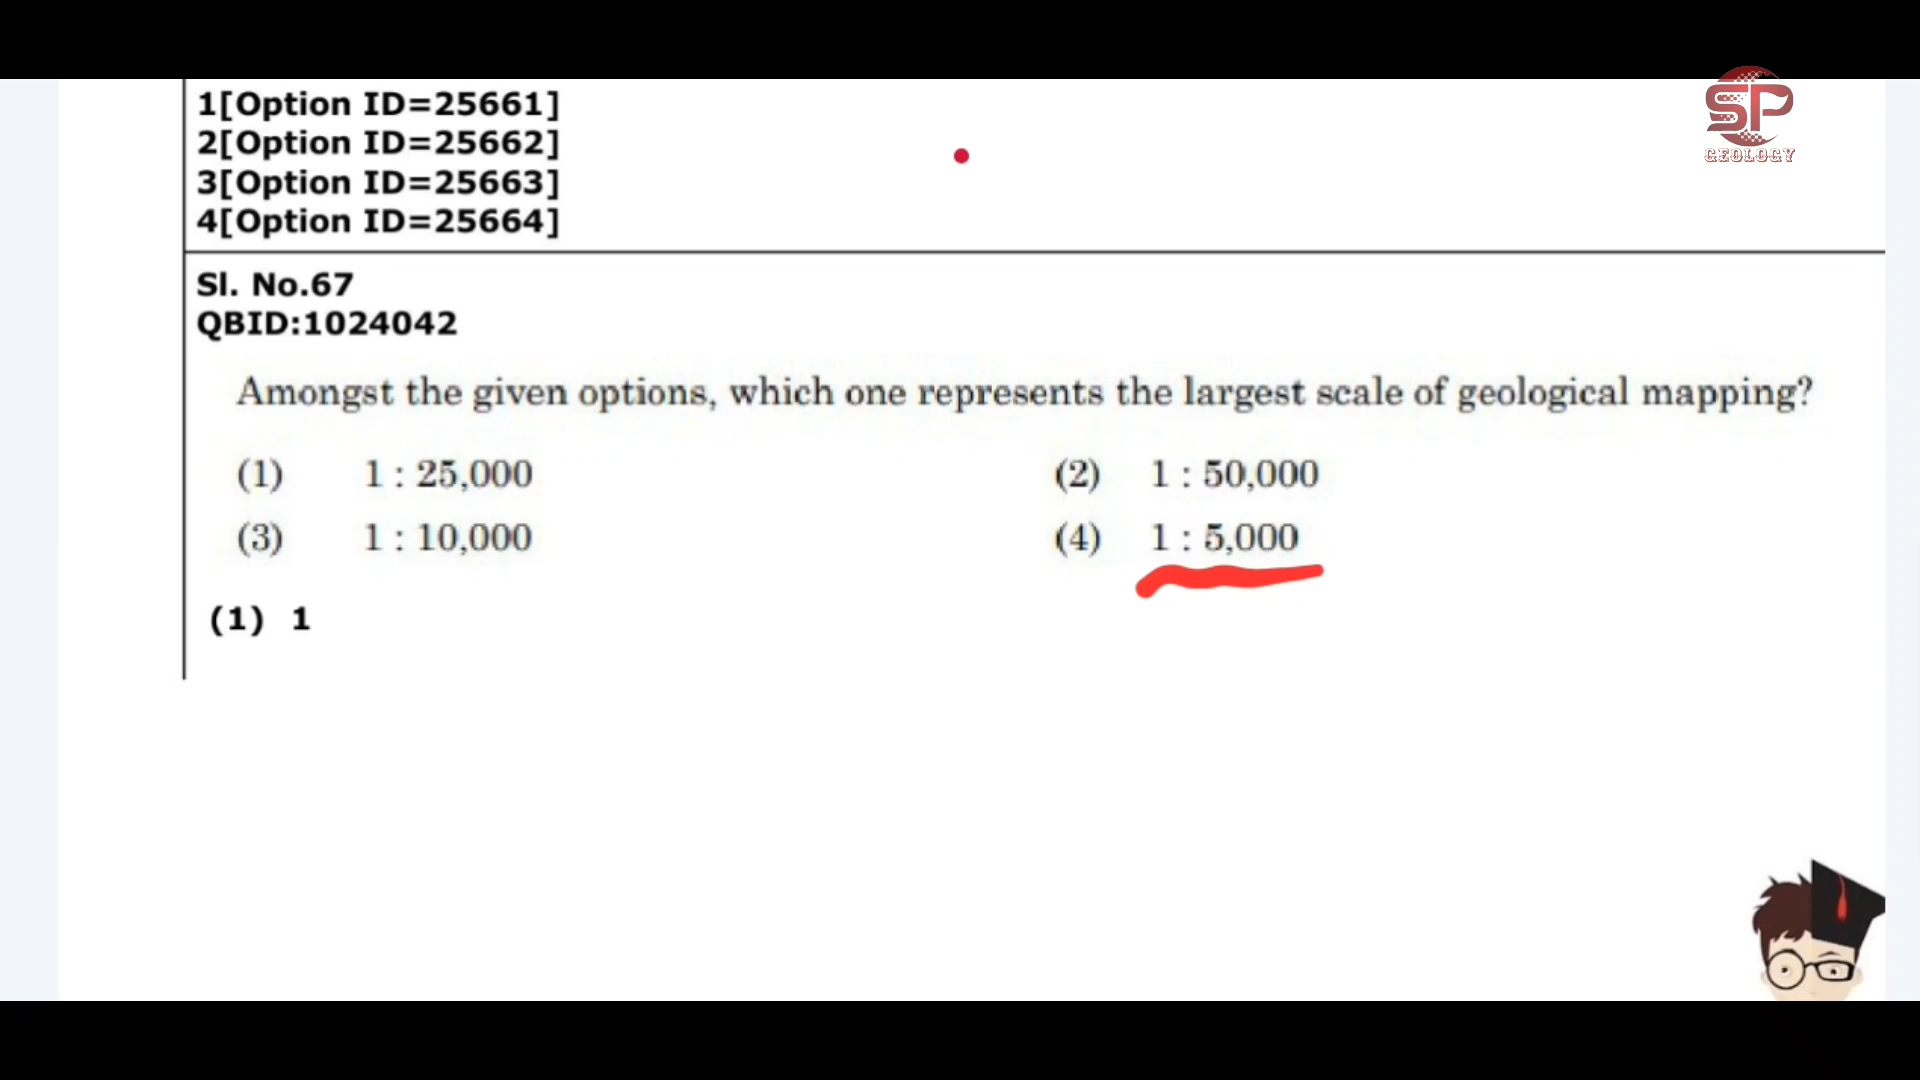 SP
GEOLOGY
1[Option ID=25661]
2[Option ID=25662]
3[Option ID=25663]
4[Option ID=25664]
Sl. No.67
QBID:1024042
Amongst the given options, which one represents the largest scale of geological mapping?
(1) 1 : 25,000 (2) 1 : 50,000
(3) 1 : 10,000 (4) 1 : 5,000
(1) 1